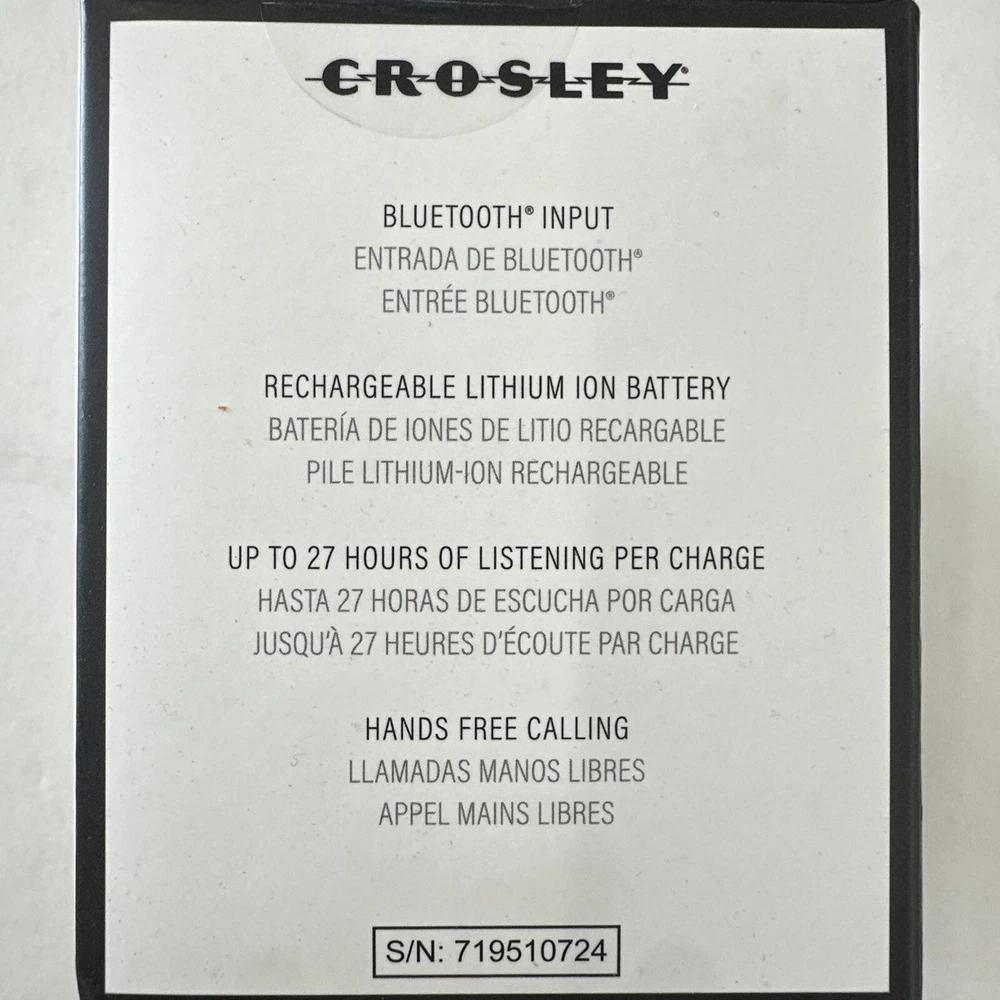 CROSLEY®
BLUETOOTH® INPUT
ENTRADA DE BLUETOOTH®
ENTRÉE BLUETOOTH®
RECHARGEABLE LITHIUM ION BATTERY
BATERÍA DE IONES DE LITIO RECARGABLE
PILE LITHIUM-ION RECHARGEABLE
UP TO 27 HOURS OF LISTENING PER CHARGE
HASTA 27 HORAS DE ESCUCHA POR CARGA
JUSQU'À 27 HEURES D'ÉCOUTE PAR CHARGE
HANDS FREE CALLING
LLAMADAS MANOS LIBRES
APPEL MAINS LIBRES
S/N: 719510724